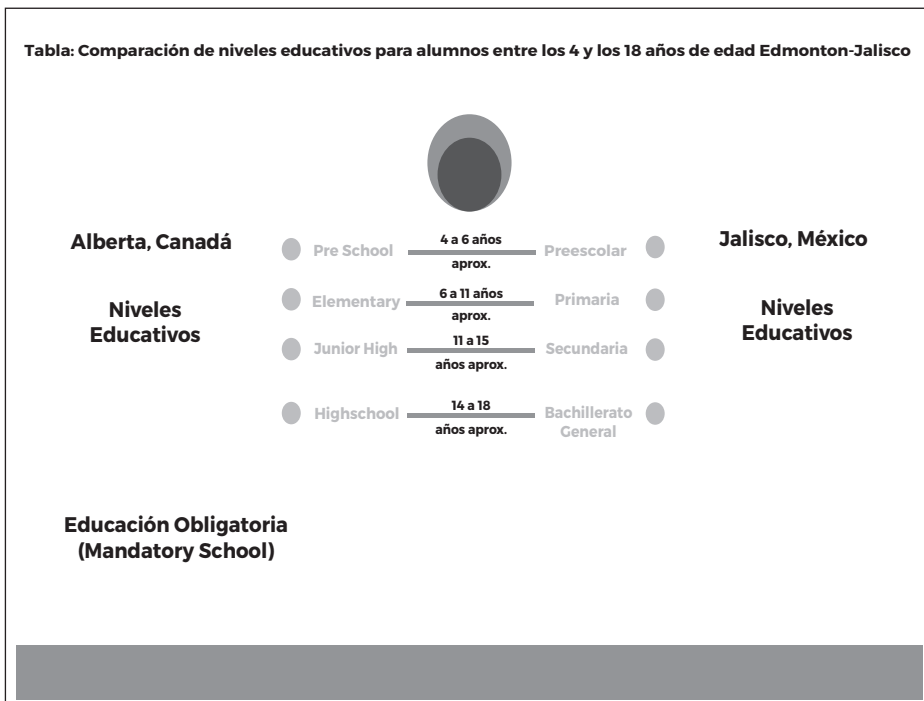 Tabla: Comparación de niveles educativos para alumnos entre los 4 y los 18 años de edad Edmonton-Jalisco
Alberta, Canadá
Niveles
Educativos
Pre School
4 a 6 años
aprox.
Preescolar
Elementary
6 a 11 años
aprox.
Primaria
Junior High
11 a 15
años aprox.
Secundaria
Highschool
14 a 18
años aprox.
Bachillerato
General
Jalisco, México
Niveles
Educativos
Educación Obligatoria
(Mandatory School)